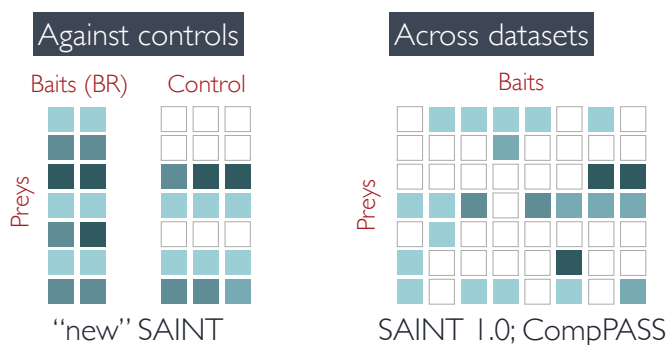 Against controls
Across datasets
Baits (BR)
Control
Baits
Preys
Preys
“new” SAINT
SAINT 1.0; CompPASS